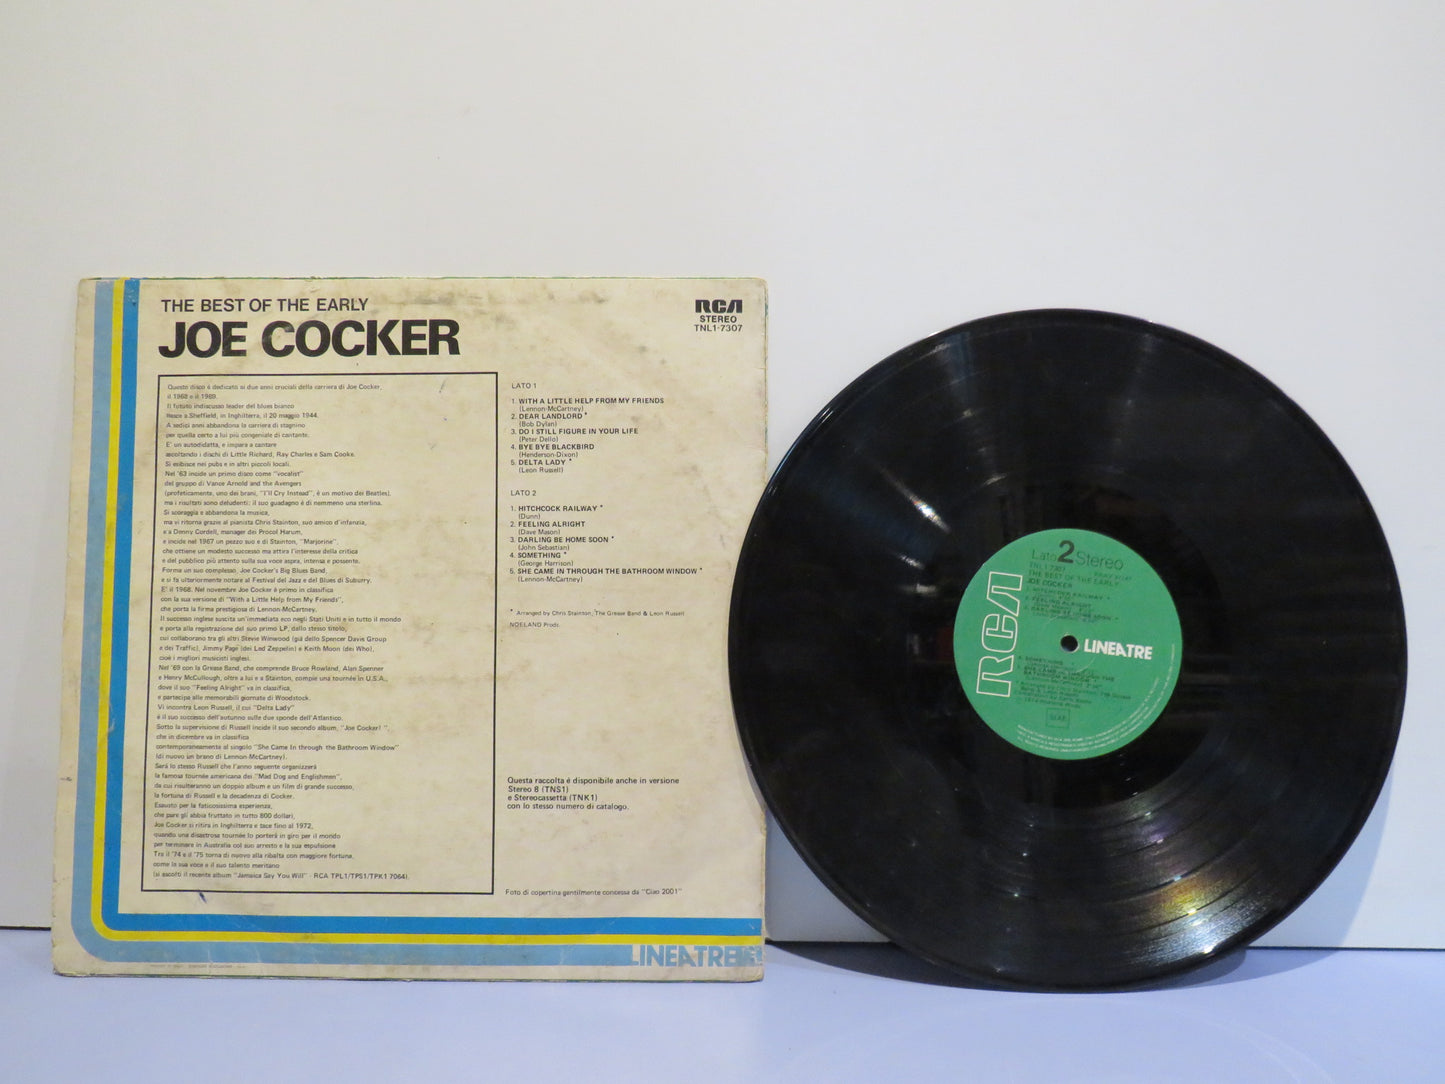 THE BEST OF THE EARLY
JOE COCKER
RCA
STEREO
TNL1-7307
Questo disco è dedicato ai due anni cruciali della carriera di Joe Cocker,
il 1968 e il 1969.
Il futuro indiscusso leader del blues bianco
nasce a Sheffield, in Inghilterra, il 20 maggio 1944.
A sedici anni abbandona la carriera di stagnino
per quella certo a lui più congeniale di cantante.
E' un autodidatta, e impara a cantare
ascoltando i dischi di Little Richard, Ray Charles e Sam Cooke.
Si esibisce nei pubs e in altri piccoli locali.
Nel '63 incide un primo disco come "vocalist"
del gruppo di Vance Arnold and the Avengers
(profeticamente, uno dei brani, "I'll Cry Instead", è un motivo dei Beatles).
ma i risultati sono deludenti: il suo guadagno è di nemmeno una sterlina.
Si scoraggia e abbandona la musica,
ma vi ritorna grazie al pianista Chris Stainton, suo amico d'infanzia,
e a Denny Cordell, manager dei Procol Harum,
e incide nel 1967 un pezzo suo e di Stainton, "Marjorine".
che ottiene un modesto successo ma attira l'interesse della critica
e del pubblico più attento sulla sua voce aspra, intensa e possente.
Forma un suo complesso, Joe Cocker's Big Blues Band,
e si fa ulteriormente notare al Festival del Jazz e del Blues di Subury.
E' il 1968. Nel novembre Joe Cocker è primo in classifica
con la sua versione di "With a Little Help from My Friends",
che porta la firma prestigiosa di Lennon-McCartney.
Il successo inglese suscita un'immediata eco negli Stati Uniti e in tutto il mondo
e porta alla registrazione del suo primo LP, dallo stesso titolo,
cui collaborano tra gli altri Stevie Winwood (già dello Spencer Davis Group
e dei Traffic), Jimmy Page (dei Led Zeppelin) e Keith Moon (dei Who),
cioè i migliori musicisti inglesi.
Nel '69 con la Grease Band, che comprende Bruce Rowland, Alan Spenner
e Henry McCullough, oltre a lui e a Stainton, compie una tournée in U.S.A.,
dove il suo "Feeling Alright" va in classifica,
e partecipa alle memorabili giornate di Woodstock.
Vi incontra Leon Russell, il cui "Delta Lady"
è il suo successo dell'autunno sulle due sponde dell'Atlantico.
Sotto la supervisione di Russell incide il suo secondo album, "Joe Cocker!",
che in dicembre va in classifica
contemporaneamente al singolo "She Came In through the Bathroom Window"
(di nuovo un brano di Lennon-McCartney).
Sarà lo stesso Russell che l'anno seguente organizzerà
la famosa tournée americana dei "Mad Dog and Englishmen",
da cui risulteranno un doppio album e un film di grande successo,
la fortuna di Russell e la decadenza di Cocker.
Esausto per la faticosissima esperienza,
che pare gli abbia fruttato in tutto 800 dollari,
Joe Cocker si ritira in Inghilterra e tace fino al 1972,
quando una disastrosa tournée lo porterà in giro per il mondo
per terminare in Australia col suo arresto e la sua espulsione
Tra il '74 e il '75 torna di nuovo alla ribalta con maggiore fortuna,
come la sua voce e il suo talento meritano
(si ascolti il recente album "Jamaica Say You Will" - RCA TPL1/TPS1/TPK1 7064).
LATO 1
1. WITH A LITTLE HELP FROM MY FRIENDS
(Lennon-McCartney)
2. DEAR LANDLORD *
(Bob Dylan)
3. DO I STILL FIGURE IN YOUR LIFE
(Peter Dello)
4. BYE BYE BLACKBIRD
(Henderson-Dixon)
5. DELTA LADY *
(Leon Russell)
LATO 2
1. HITCHCOCK RAILWAY *
(Dunn)
2. FEELING ALRIGHT
(Dave Mason)
3. DARLING BE HOME SOON *
(John Sebastian)
4. SOMETHING *
(George Harrison)
5. SHE CAME IN THROUGH THE BATHROOM WINDOW *
(Lennon-McCartney)
* Arranged by Chris Stainton, The Grease Band & Leon Russell
NOELAND Prods.
Questa raccolta è disponibile anche in versione
Stereo 8 (TNS1)
e Stereocassetta (TNK1)
con lo stesso numero di catalogo.
Foto di copertina gentilmente concessa da "Ciao 2001"
LINEATRE
Lato 2 Stereo
TNL1 7307
THE BEST OF THE EARLY
JOE COCKER
1. HITCHCOCK RAILWAY *
2. FEELING ALRIGHT
3. DARLING BE HOME SOON *
RCA
LINEATRE
4. SOMETHING *
5. SHE CAME IN THROUGH THE
BATHROOM WINDOW *
SIAE